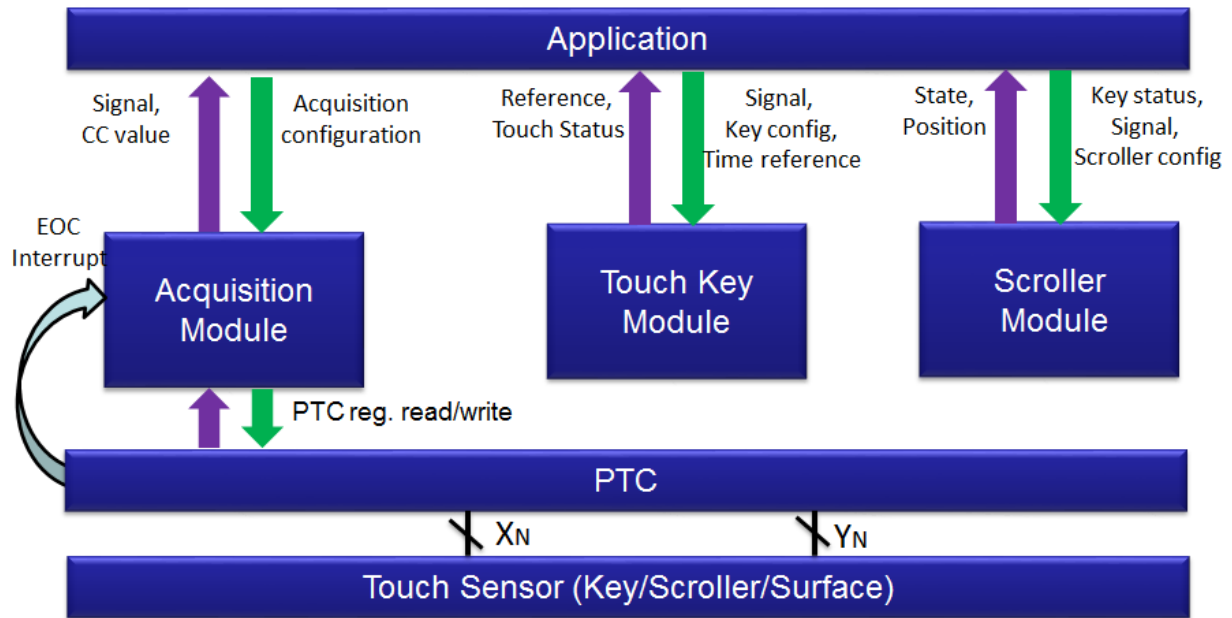 Application
Signal,
CC value
Acquisition
configuration
Reference,
Touch Status
Signal,
Key config,
Time reference
State,
Position
Key status,
Signal,
Scroller config
EOC
Interrupt
Acquisition
Module
Touch Key
Module
Scroller
Module
PTC reg. read/write
PTC
XN
YN
Touch Sensor (Key/Scroller/Surface)